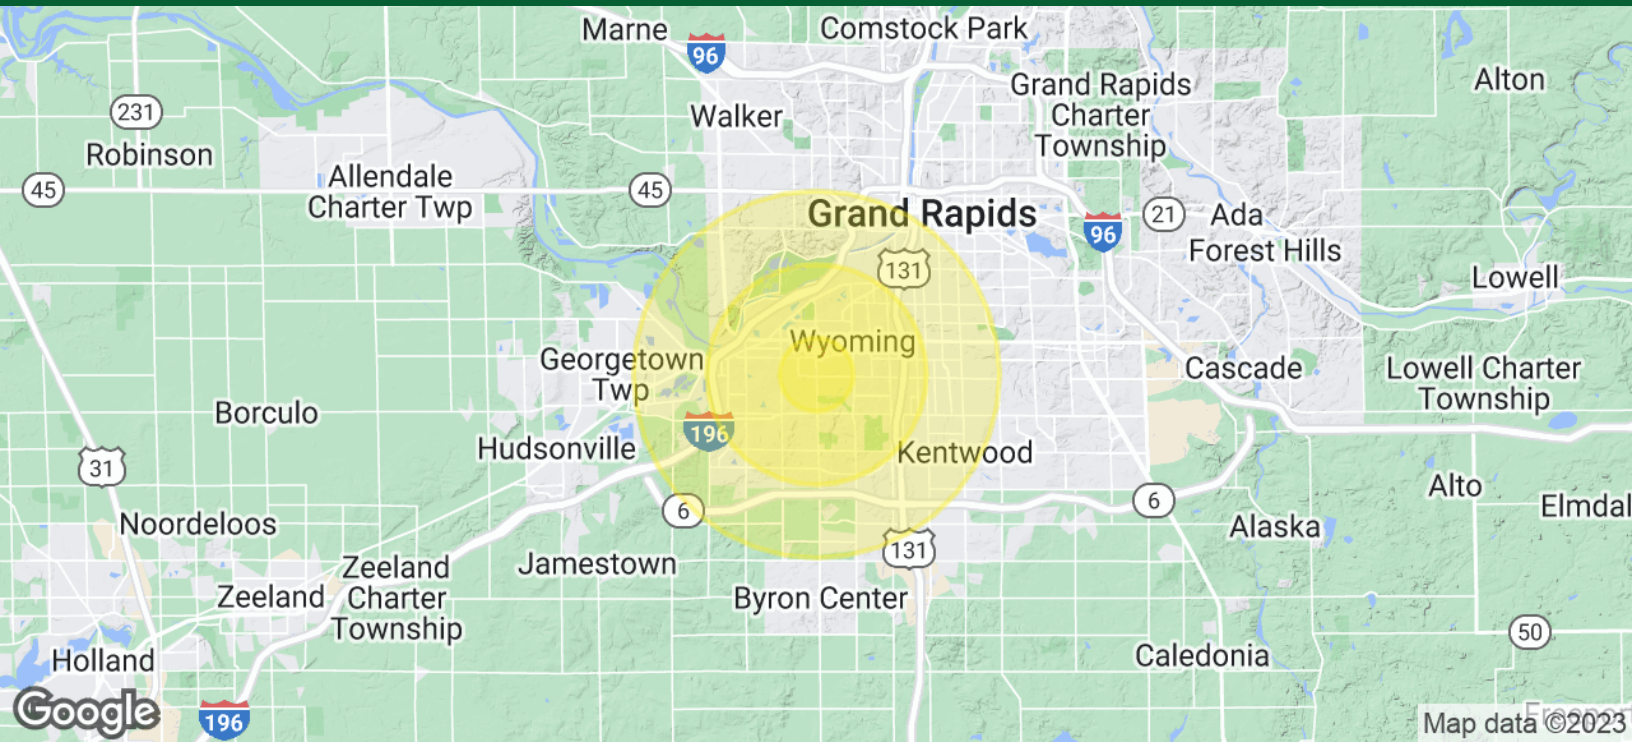 Marne
Comstock Park
96
Grand Rapids
Charter
Township
Alton
231
Walker
Robinson
45
Allendale
Charter Twp
45
Grand Rapids
21
Ada
96
Forest Hills
131
Lowell
Wyoming
Georgetown
Twp
Cascade
Lowell Charter
Township
Borculo
196
Hudsonville
Kentwood
31
6
6
Alto
Elmdal
Noordeloos
Alaska
131
Jamestown
Zeeland
Charter
Township
Zeeland
Byron Center
50
Holland
Caledonia
Google
196
Map data ©2023